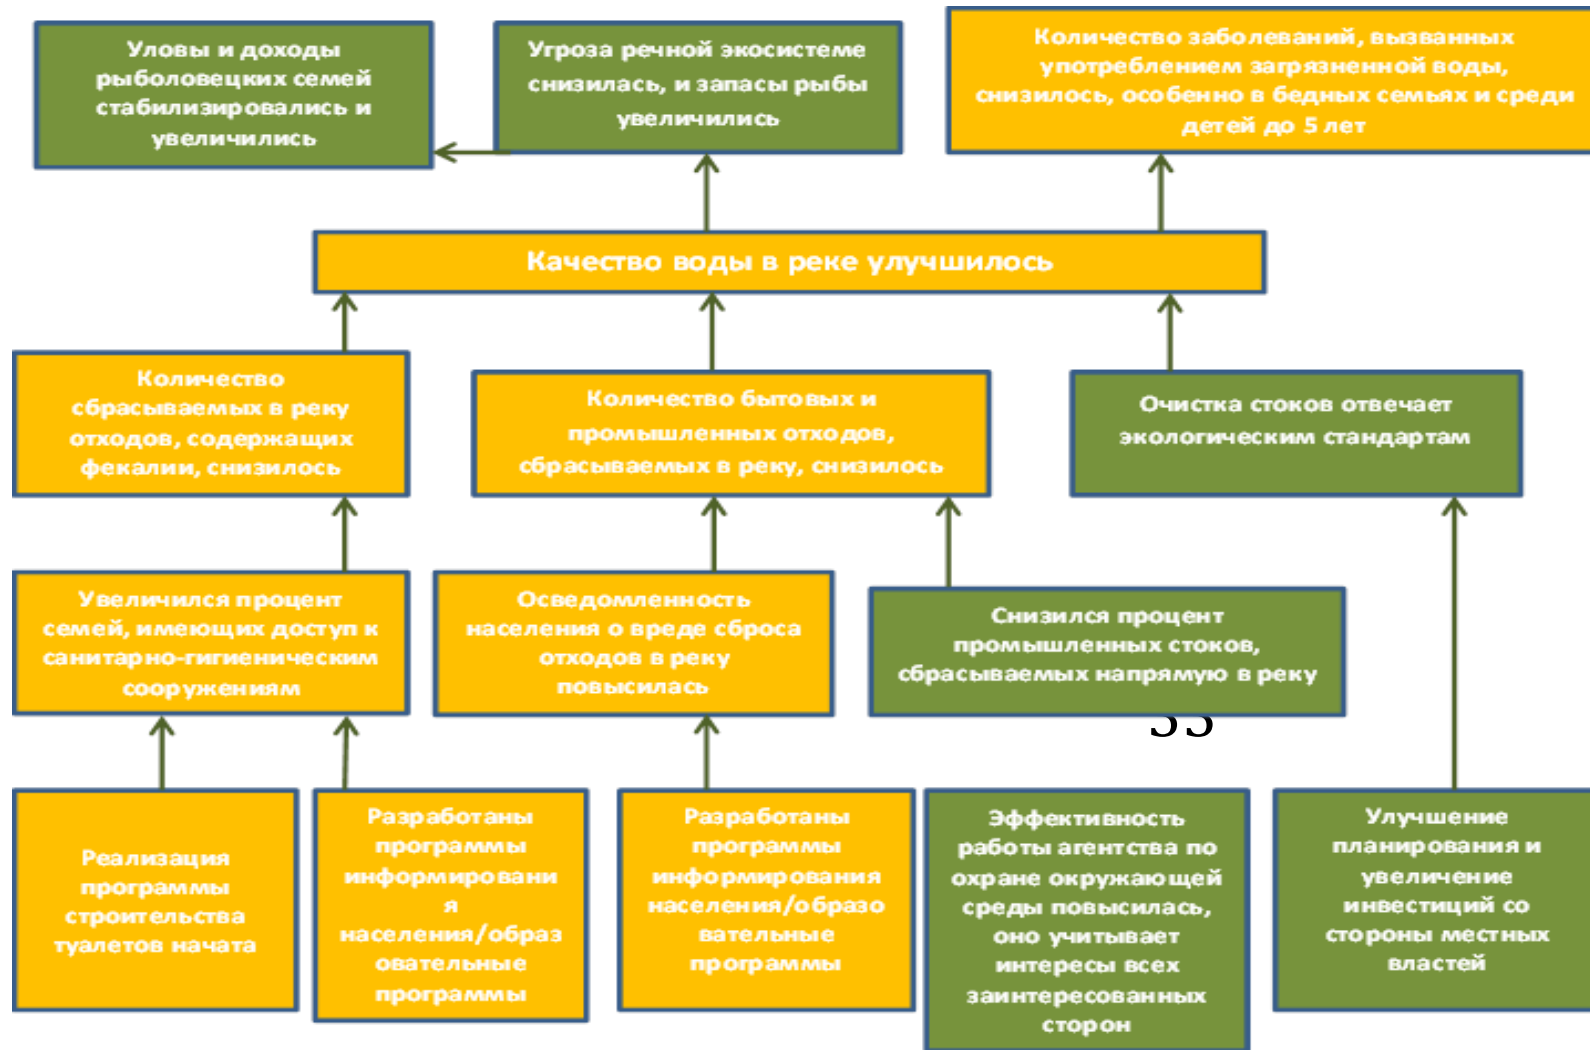 Уловы и доходы
рыболовецких семей
стабилизировались и
увеличились
Угроза речной экосистеме
снизилась, и запасы рыбы
увеличились
Количество заболеваний, вызванных
употреблением загрязненной воды,
снизилось, особенно в бедных семьях и среди
детей до 5 лет
Качество воды в реке улучшилось
Количество
сбрасываемых в реку
отходов, содержащих
фекалии, снизилось
Количество бытовых и
промышленных отходов,
сбрасываемых в реку, снизилось
Очистка стоков отвечает
экологическим стандартам
Увеличился процент
семей, имеющих доступ к
санитарно-гигиеническим
сооружениям
Осведомленность
населения о вреде сброса
отходов в реку
повысилась
Снизился процент
промышленных стоков,
сбрасываемых напрямую в реку
Реализация
программы
строительства
туалетов начата
Разработаны
программы
информировани
я
населения/образ
овательные
программы
Разработаны
программы
информирования
населения/образо
вательные
программы
Эффективность
работы агентства по
охране окружающей
среды повысилась,
оно учитывает
интересы всех
заинтересованных
сторон
Улучшение
планирования и
увеличение
инвестиций со
стороны местных
властей